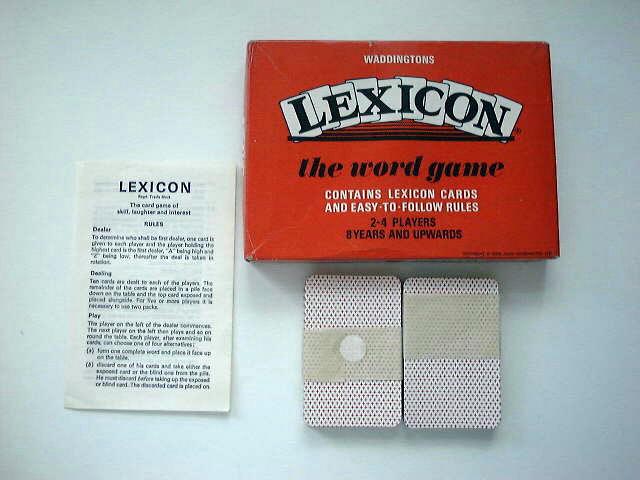 WADDINGTONS
LEXICON
the word game
CONTAINS LEXICON CARDS
AND EASY-TO-FOLLOW RULES
2-4 PLAYERS
8 YEARS AND UPWARDS
LEXICON
Regd. Trade Mark
The card game of
skill, laughter and interest
RULES
Dealer
To determine who shall be first dealer, one card is
given to each player and the player holding the
highest card is the first dealer, "A" being high and
"Z" being low, thereafter the deal is taken in
rotation.
Dealing
Ten cards are dealt to each of the players. The
remainder of the cards are placed in a pile face
down on the table and the top card exposed and
placed alongside. For five or more players it is
necessary to use two packs.
Play
The player on the left of the dealer commences.
The next player on the left then plays and so on
round the table. Each player, after examining his
cards, can choose one of four alternatives:
(a) form one complete word and place it face up
on the table.
(b) discard one of his cards and take either the
exposed card or the blind one from the pile.
He must discard before taking up the exposed
or blind card. The discarded card is placed on